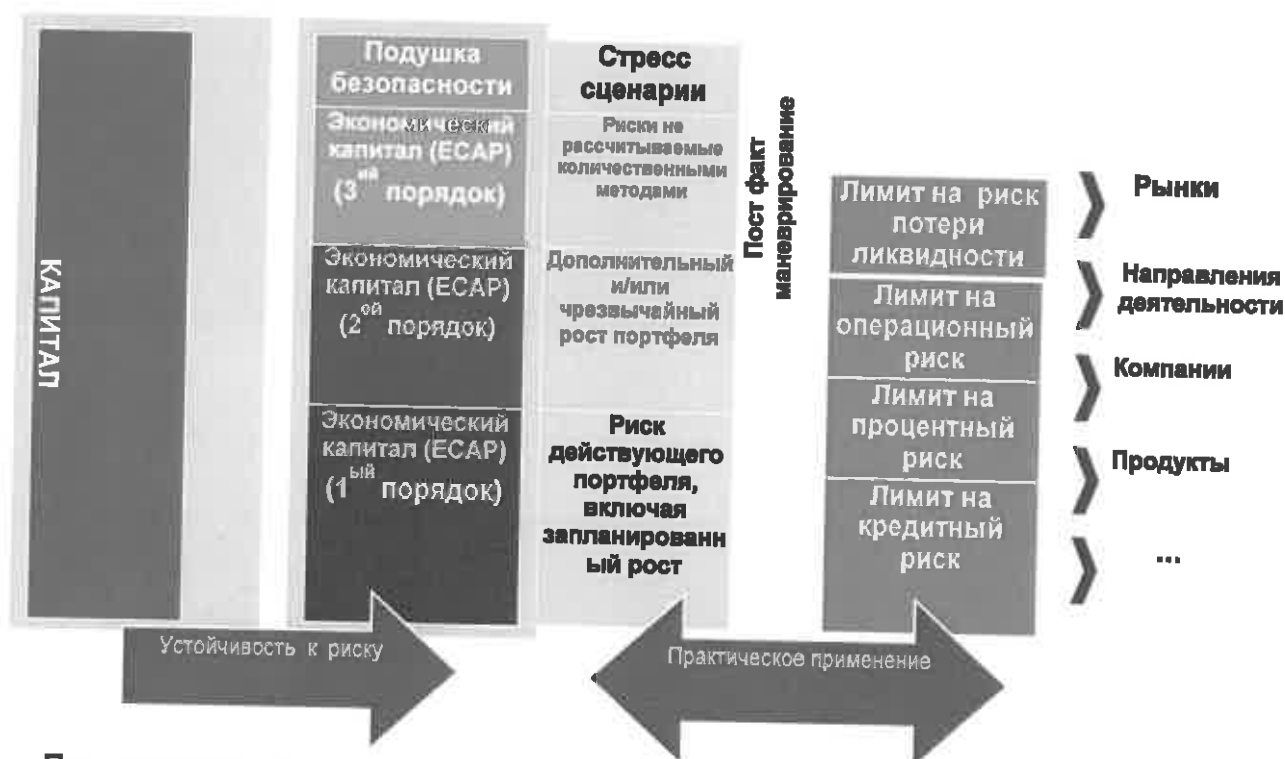 КАПИТАЛ
Подушка
безопасности
Экономический
капитал (ECAP)
(3ий порядок)
Экономический
капитал (ECAP)
(2ой порядок)
Экономический
капитал (ECAP)
(1ый порядок)
Стресс
сценарии
Риски не
рассчитываемые
количественными
методами
Дополнительный
и/или
чрезвычайный
рост портфеля
Риск
действующего
портфеля,
включая
запланированн
ый рост
Пост факт
маневрирование
Лимит на риск
потери
ликвидности
Лимит на
операционный
риск
Лимит на
процентный
риск
Лимит на
кредитный
риск
Рынки
Направления
деятельности
Компании
Продукты
...
Устойчивость к риску
Практическое применение